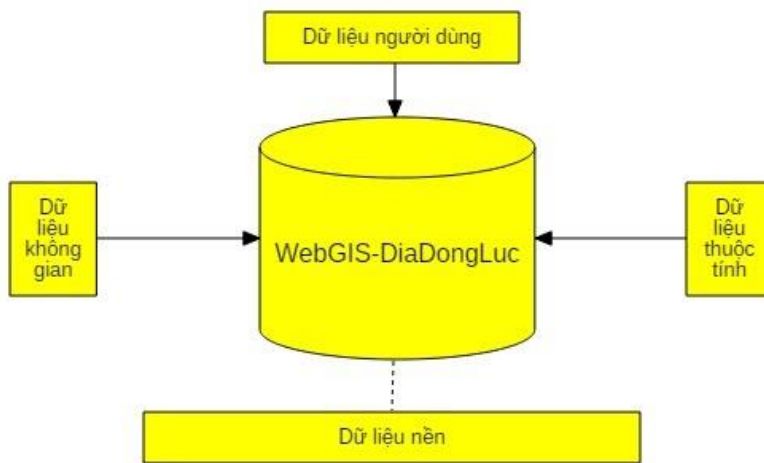 Dữ liệu người dùng
Dữ
liệu
không
gian
WebGIS-DiaDongLuc
Dữ
liệu
thuộc
tính
Dữ liệu nền